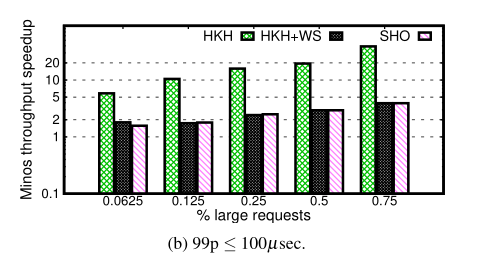 HKH HKH+WS SHO
Minos throughput speedup
20
10
5
2
1
0.1
0.0625 0.125 0.25 0.5 0.75
% large requests
(b) 99p ≤ 100μsec.